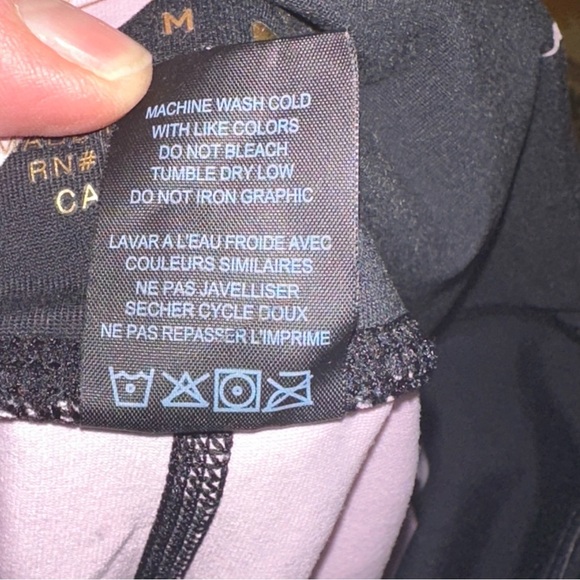 M
RN#
CA
MACHINE WASH COLD
WITH LIKE COLORS
DO NOT BLEACH
TUMBLE DRY LOW
DO NOT IRON GRAPHIC
LAVAR A L'EAU FROIDE AVEC
COULEURS SIMILAIRES
NE PAS JAVELLISER
SECHER CYCLE DOUX
NE PAS REPASSER L'IMPRIME